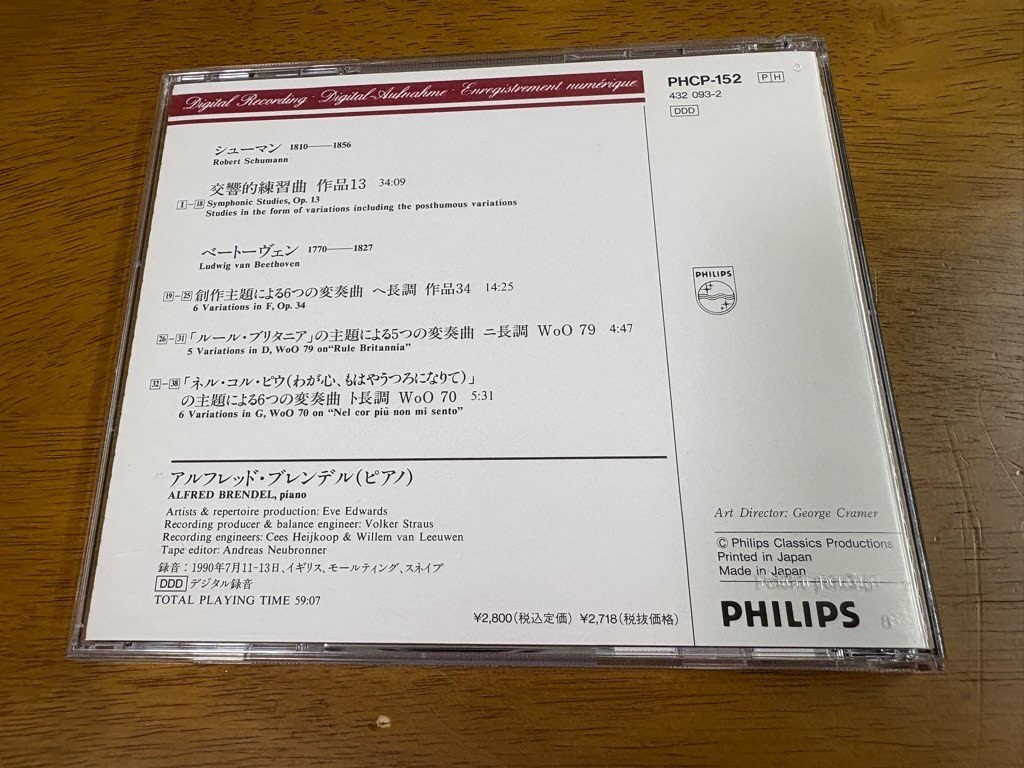 Digital Recording · Digital-Aufnahme · Enregistrement numérique
シューマン 1810——1856
Robert Schumann
交響的練習曲 作品13 34:09
1–18 Symphonic Studies, Op. 13
Studies in the form of variations including the posthumous variations
ベートーヴェン 1770——1827
Ludwig van Beethoven
19–25 創作主題による6つの変奏曲 ヘ長調 作品34 14:25
6 Variations in F, Op. 34
26–31 「ルール・ブリタニア」の主題による5つの変奏曲 ニ長調 WoO 79 4:47
5 Variations in D, WoO 79 on "Rule Britannia"
32–38 「ネル・コル・ピウ(わが心、もはやうつろになりて)」
の主題による6つの変奏曲 ト長調 WoO 70 5:31
6 Variations in G, WoO 70 on "Nel cor più non mi sento"
アルフレッド・ブレンデル(ピアノ)
ALFRED BRENDEL, piano
Artists & repertoire production: Eve Edwards
Recording producer & balance engineer: Volker Straus
Recording engineers: Cees Heijkoop & Willem van Leeuwen
Tape editor: Andreas Neubronner
録音:1990年7月11-13日、イギリス、モールティング、スネイプ
DDD デジタル録音
TOTAL PLAYING TIME 59:07
¥2,800(税込定価) ¥2,718(税抜価格)
PHCP-152 P H
432 093-2
DDD
PHILIPS
Art Director: George Cramer
© Philips Classics Productions
Printed in Japan
Made in Japan
PHILIPS